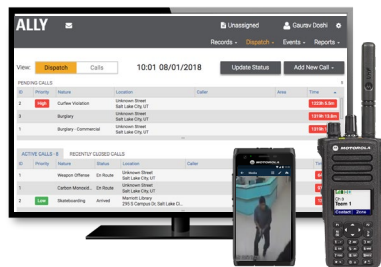 ALLY
Unassigned
Gaurav Doshi
Records
Dispatch
Events
Reports
View:
Dispatch
Calls
10:01 08/01/2018
Update Status
Add New Call
PENDING CALLS
ID Priority Nature Location Caller Area Time
2 High Curfew Violation Unknown Street
Salt Lake City, UT
3 Burglary Unknown Street
Salt Lake City, UT
1 Burglary - Commercial Unknown Street
Salt Lake City, UT
ACTIVE CALLS RECENTLY CLOSED CALLS
ID Priority Nature Status Location Caller
1 Weapon Offense En Route Unknown Street
Salt Lake City, UT
1 Carbon Monoxid... En Route Unknown Street
Salt Lake City, UT
2 Low Skateboarding Arrived Marriott Library
295 S Campus Dr, Salt Lake Ci...
MOTOROLA
MOTOROLA
Team 1
Contact Zone